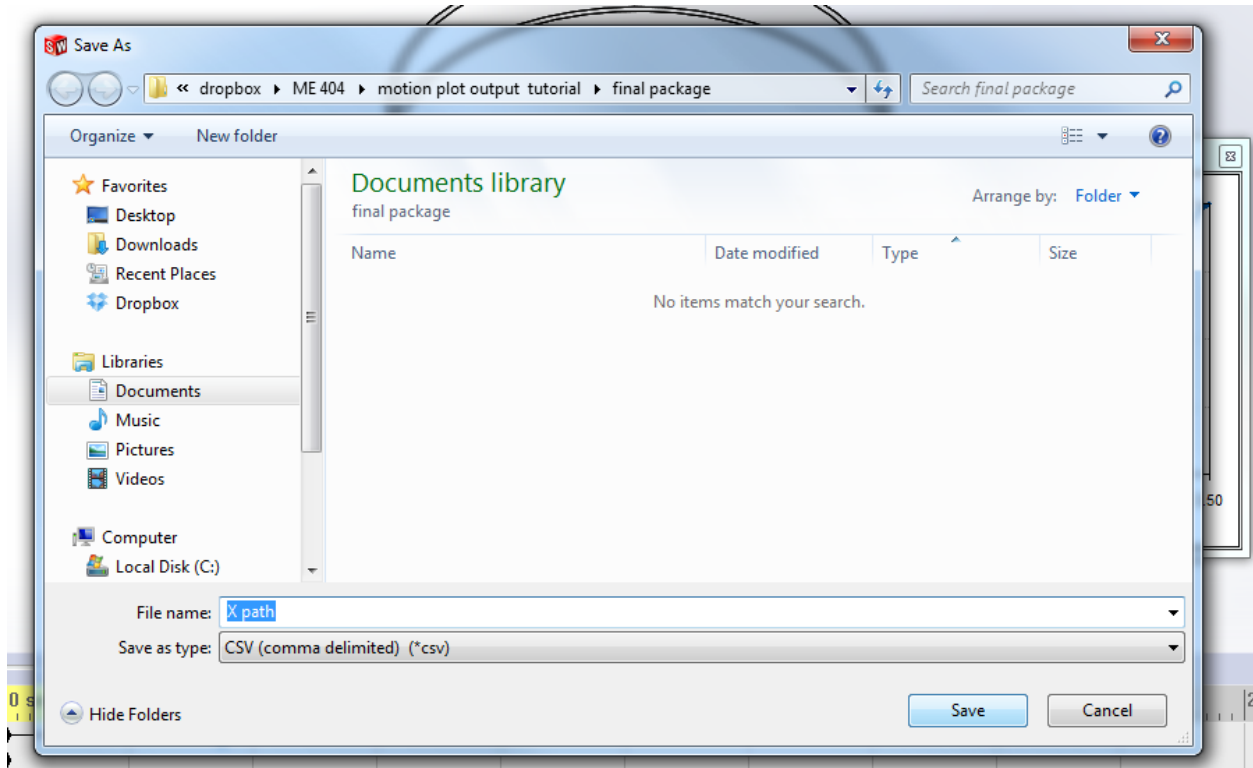 SW Save As
« dropbox ▸ ME 404 ▸ motion plot output tutorial ▸ final package
Search final package
Organize
New folder
Favorites
Desktop
Downloads
Recent Places
Dropbox
Libraries
Documents
Music
Pictures
Videos
Computer
Local Disk (C:)
Documents library
final package
Arrange by: Folder
Name Date modified Type Size
No items match your search.
.50
File name: X path
Save as type: CSV (comma delimited) (*csv)
0 s
Hide Folders
Save
Cancel
2